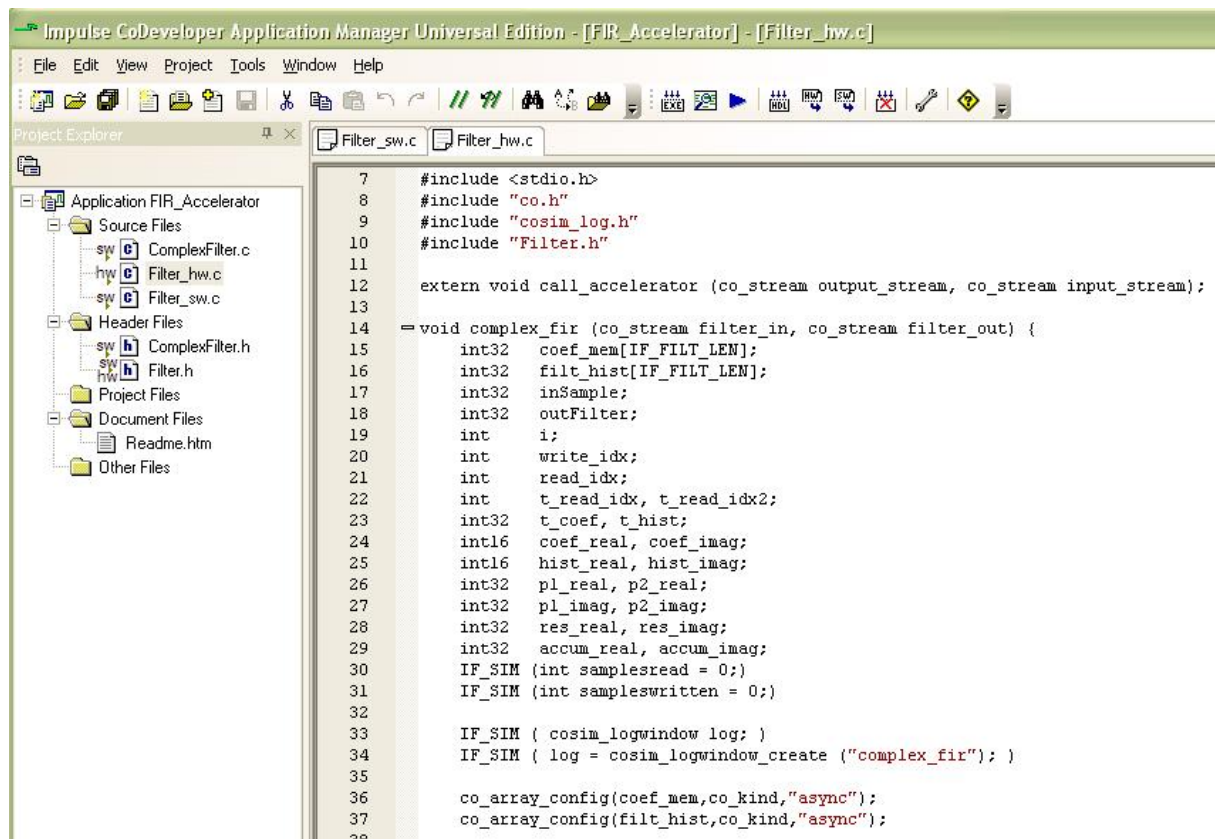 Impulse CoDeveloper Application Manager Universal Edition - [FIR_Accelerator] - [Filter_hw.c]
File Edit View Project Tools Window Help
EXE HDL HW SW
Project Explorer
Application FIR_Accelerator
Source Files
sw ComplexFilter.c
hw Filter_hw.c
sw Filter_sw.c
Header Files
sw h ComplexFilter.h
sw hw h Filter.h
Project Files
Document Files
Readme.htm
Other Files
Filter_sw.c Filter_hw.c
7 #include <stdio.h>
8 #include "co.h"
9 #include "cosim_log.h"
10 #include "Filter.h"
11
12 extern void call_accelerator (co_stream output_stream, co_stream input_stream);
13
14 void complex_fir (co_stream filter_in, co_stream filter_out) {
15 int32 coef_mem[IF_FILT_LEN];
16 int32 filt_hist[IF_FILT_LEN];
17 int32 inSample;
18 int32 outFilter;
19 int i;
20 int write_idx;
21 int read_idx;
22 int t_read_idx, t_read_idx2;
23 int32 t_coef, t_hist;
24 int16 coef_real, coef_imag;
25 int16 hist_real, hist_imag;
26 int32 p1_real, p2_real;
27 int32 p1_imag, p2_imag;
28 int32 res_real, res_imag;
29 int32 accum_real, accum_imag;
30 IF_SIM (int samplesread = 0;)
31 IF_SIM (int sampleswritten = 0;)
32
33 IF_SIM ( cosim_logwindow log; )
34 IF_SIM ( log = cosim_logwindow_create ("complex_fir"); )
35
36 co_array_config(coef_mem,co_kind,"async");
37 co_array_config(filt_hist,co_kind,"async");